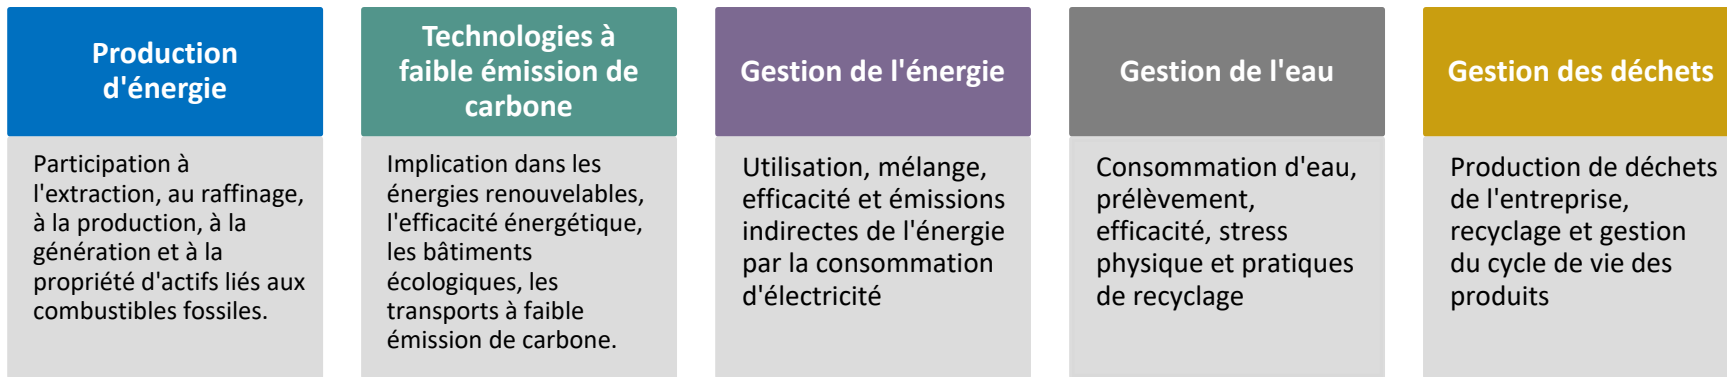 Production
d'énergie
Participation à
l'extraction, au raffinage,
à la production, à la
génération et à la
propriété d'actifs liés aux
combustibles fossiles.
Technologies à
faible émission de
carbone
Implication dans les
énergies renouvelables,
l'efficacité énergétique,
les bâtiments
écologiques, les
transports à faible
émission de carbone.
Gestion de l'énergie
Utilisation, mélange,
efficacité et émissions
indirectes de l'énergie
par la consommation
d'électricité
Gestion de l'eau
Consommation d'eau,
prélèvement,
efficacité, stress
physique et pratiques
de recyclage
Gestion des déchets
Production de déchets
de l'entreprise,
recyclage et gestion
du cycle de vie des
produits